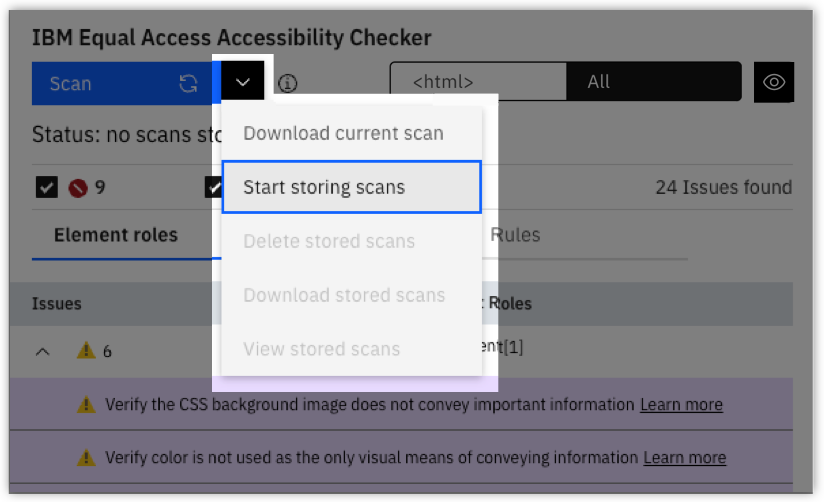 IBM Equal Access Accessibility Checker
Scan
<html> All
Status: no scans sto
Download current scan
9
Start storing scans
24 Issues found
Element roles
Delete stored scans
Rules
Issues
Download stored scans
Roles
6
View stored scans
ent[1]
Verify the CSS background image does not convey important information Learn more
Verify color is not used as the only visual means of conveying information Learn more